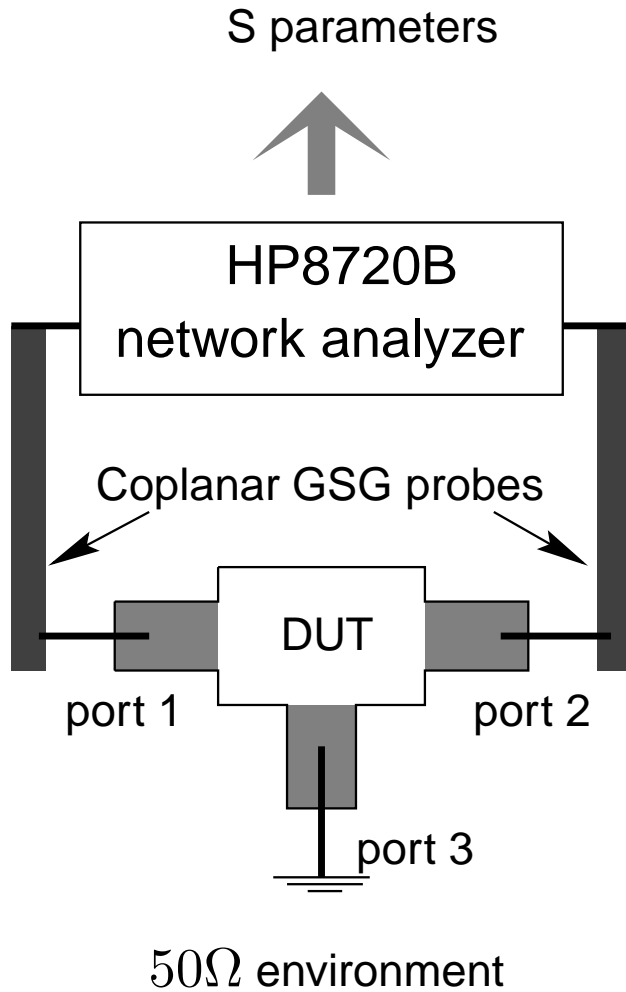 S parameters
HP8720B
network analyzer
Coplanar GSG probes
DUT
port 1
port 2
port 3
50Ω environment